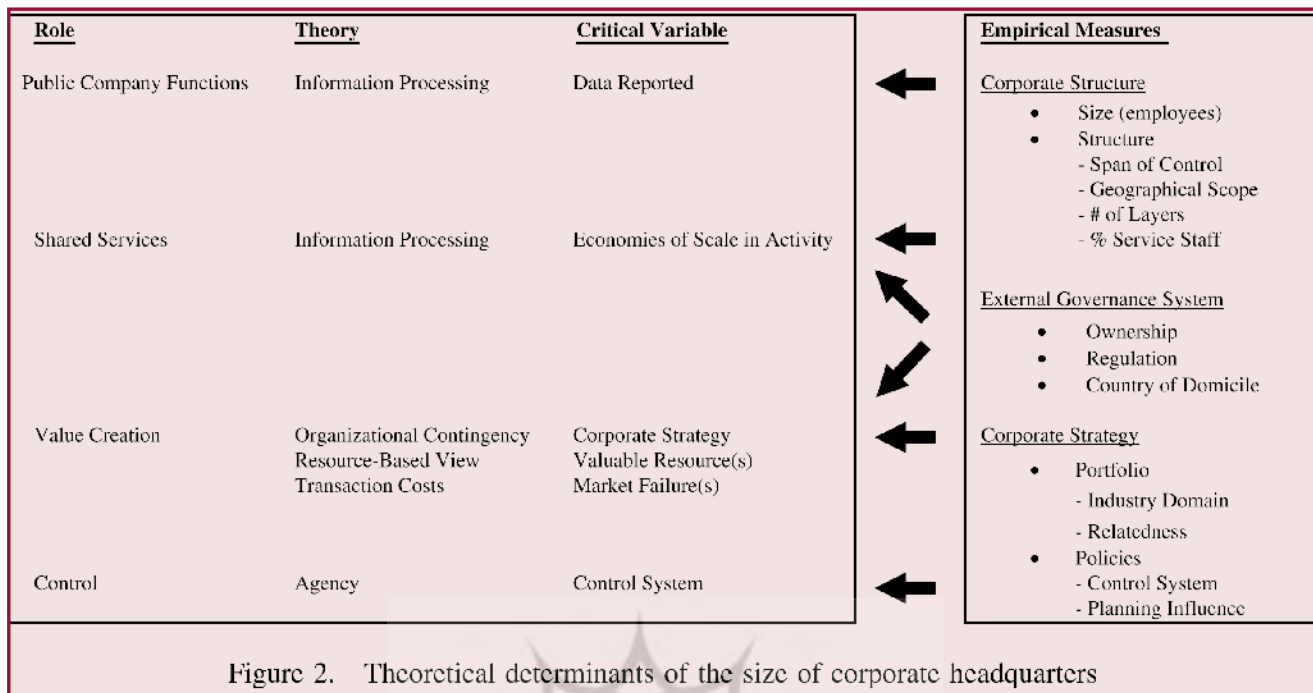 Role Theory Critical Variable
Public Company Functions Information Processing Data Reported
Shared Services Information Processing Economies of Scale in Activity
Value Creation Organizational Contingency Corporate Strategy
Resource-Based View Valuable Resource(s)
Transaction Costs Market Failure(s)
Control Agency Control System
Empirical Measures
Corporate Structure
• Size (employees)
• Structure
- Span of Control
- Geographical Scope
- # of Layers
- % Service Staff
External Governance System
• Ownership
• Regulation
• Country of Domicile
Corporate Strategy
• Portfolio
- Industry Domain
- Relatedness
• Policies
- Control System
- Planning Influence
Figure 2. Theoretical determinants of the size of corporate headquarters